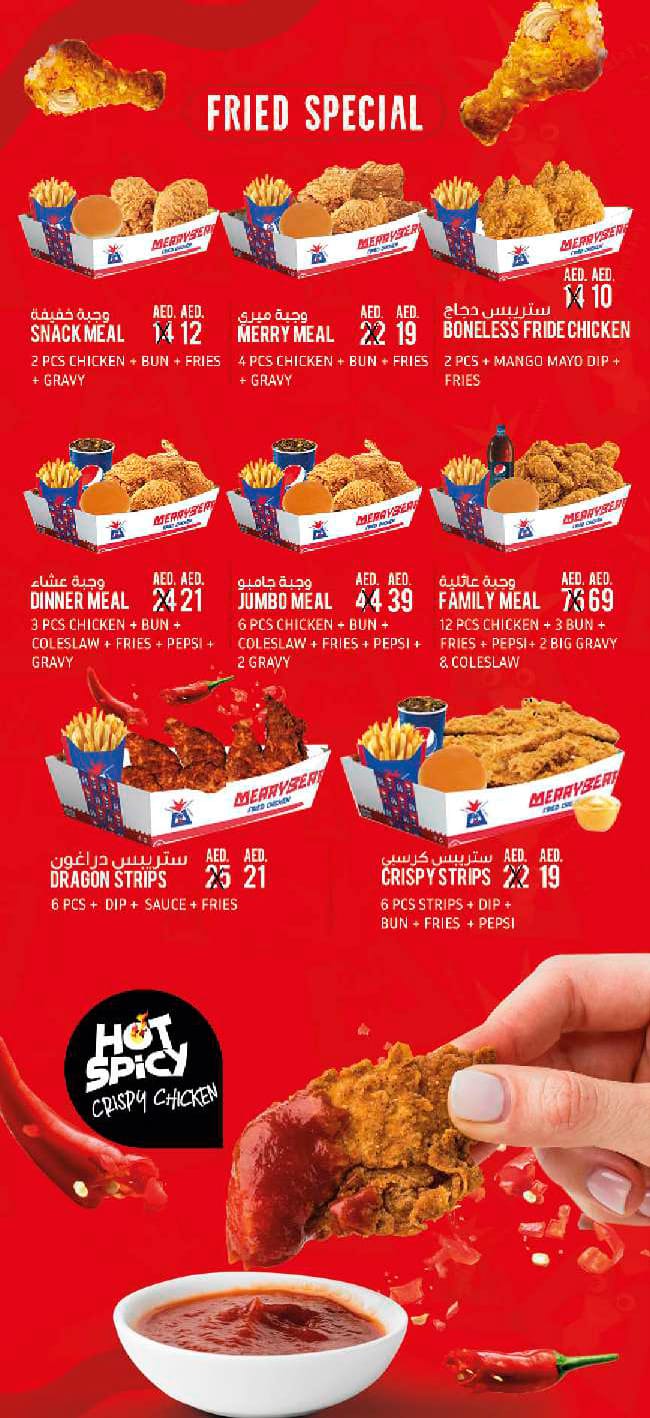 FRIED SPECIAL
وجبة خفيفة AED. AED.
SNACK MEAL 14 12
2 PCS CHICKEN + BUN + FRIES
+ GRAVY
وجبة ميري AED. AED.
MERRY MEAL 22 19
4 PCS CHICKEN + BUN + FRIES
+ GRAVY
AED. AED.
ستريبس دجاج 14 10
BONELESS FRIDE CHICKEN
2 PCS + MANGO MAYO DIP +
FRIES
وجبة عشاء AED. AED.
DINNER MEAL 24 21
3 PCS CHICKEN + BUN +
COLESLAW + FRIES + PEPSI +
GRAVY
وجبة جامبو AED. AED.
JUMBO MEAL 44 39
6 PCS CHICKEN + BUN +
COLESLAW + FRIES + PEPSI +
2 GRAVY
وجبة عائلية AED. AED.
FAMILY MEAL 76 69
12 PCS CHICKEN + 3 BUN +
FRIES + PEPSI+ 2 BIG GRAVY
& COLESLAW
ستريبس دراغون AED. AED.
DRAGON STRIPS 25 21
6 PCS + DIP + SAUCE + FRIES
ستريبس كرسبي AED. AED.
CRISPY STRIPS 22 19
6 PCS STRIPS + DIP +
BUN + FRIES + PEPSI
HOT
SPICY
CRISPY CHICKEN